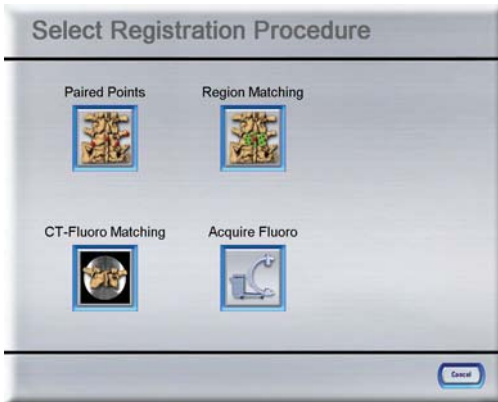 Select Registration Procedure
Paired Points
Region Matching
CT-Fluoro Matching
Acquire Fluoro
Cancel